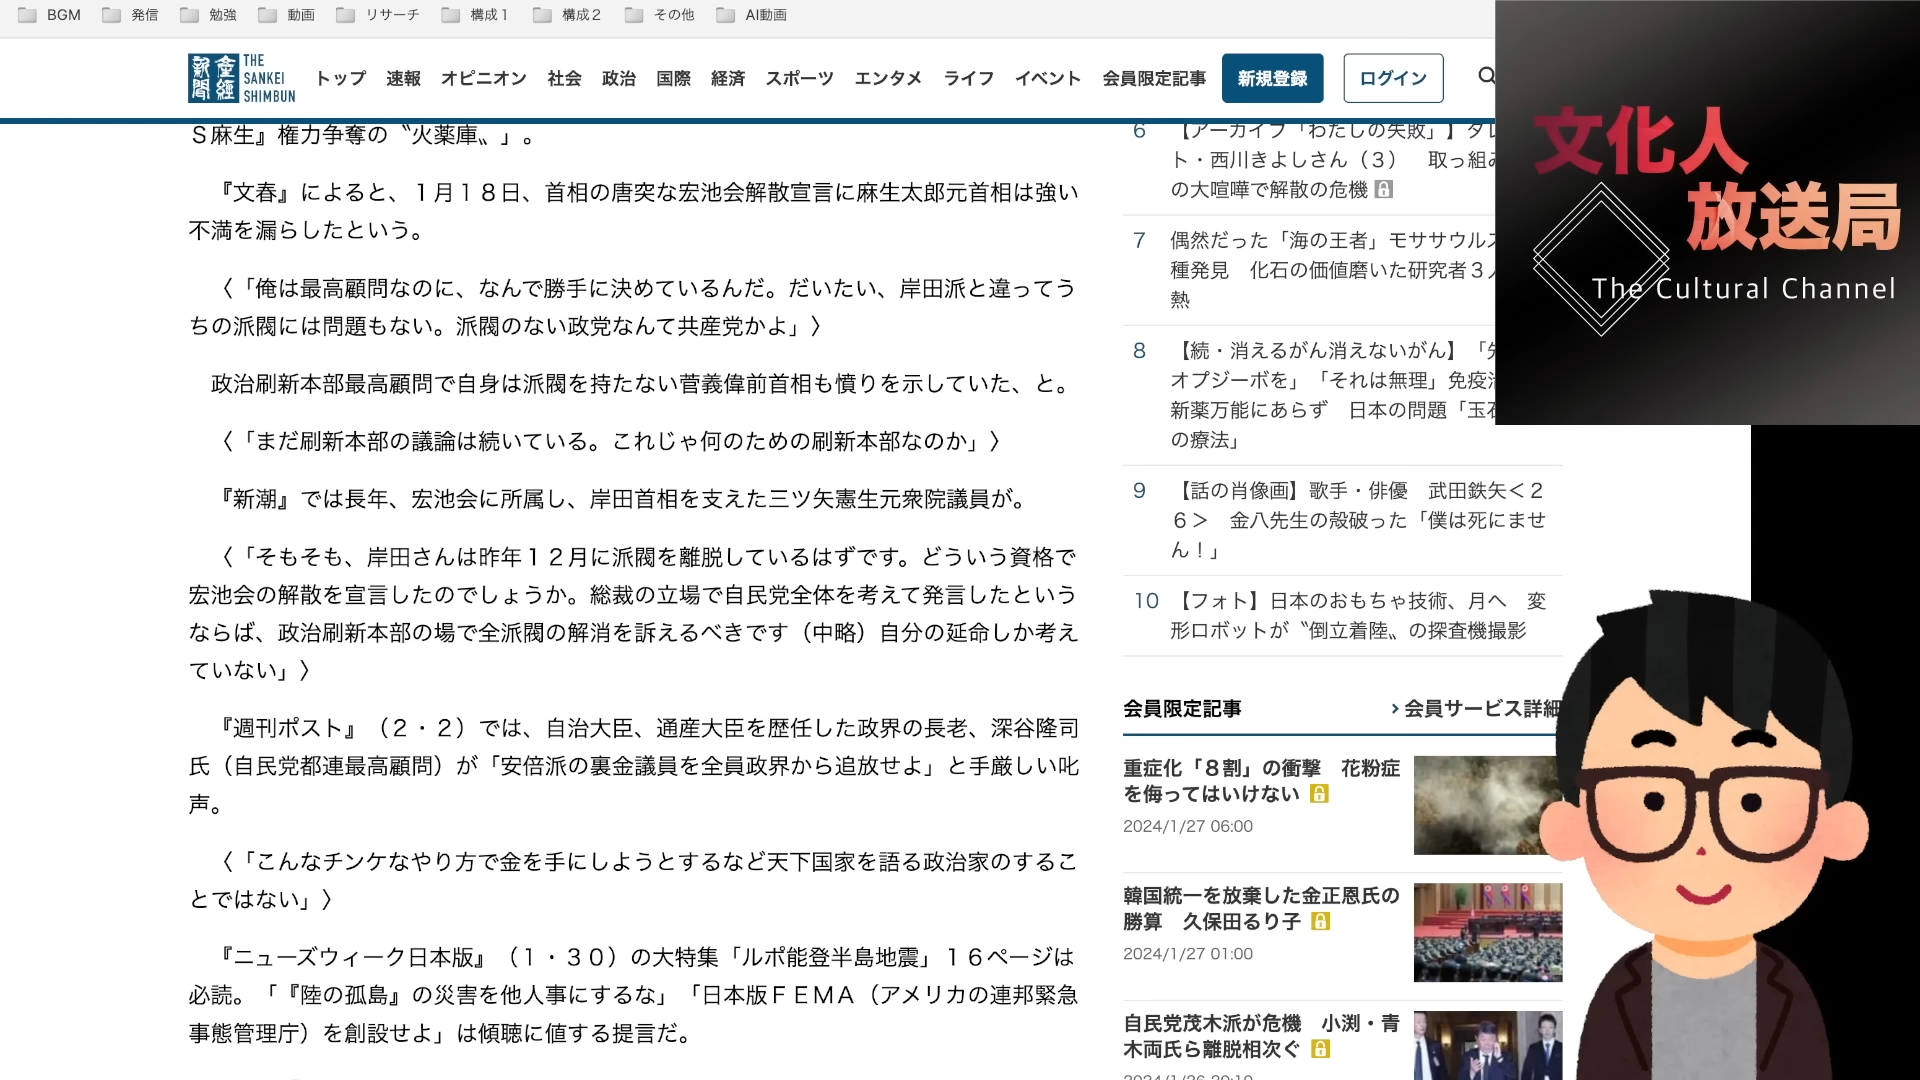 BGM 発信 勉強 動画 リサーチ 構成1 構成2 その他 AI動画
産經新聞
THE SANKEI SHIMBUN
トップ 速報 オピニオン 社会 政治 国際 経済 スポーツ エンタメ ライフ イベント 会員限定記事 新規登録 ログイン
S麻生』権力争奪の〝火薬庫〟」。
『文春』によると、1月18日、首相の唐突な宏池会解散宣言に麻生太郎元首相は強い
不満を漏らしたという。
〈「俺は最高顧問なのに、なんで勝手に決めているんだ。だいたい、岸田派と違ってう
ちの派閥には問題もない。派閥のない政党なんて共産党かよ」〉
政治刷新本部最高顧問で自身は派閥を持たない菅義偉前首相も憤りを示していた、と。
〈「まだ刷新本部の議論は続いている。これじゃ何のための刷新本部なのか」〉
『新潮』では長年、宏池会に所属し、岸田首相を支えた三ツ矢憲生元衆院議員が。
〈「そもそも、岸田さんは昨年12月に派閥を離脱しているはずです。どういう資格で
宏池会の解散を宣言したのでしょうか。総裁の立場で自民党全体を考えて発言したという
ならば、政治刷新本部の場で全派閥の解消を訴えるべきです（中略）自分の延命しか考え
ていない」〉
『週刊ポスト』（2・2）では、自治大臣、通産大臣を歴任した政界の長老、深谷隆司
氏（自民党都連最高顧問）が「安倍派の裏金議員を全員政界から追放せよ」と手厳しい叱
声。
〈「こんなチンケなやり方で金を手にしようとするなど天下国家を語る政治家のするこ
とではない」〉
『ニューズウィーク日本版』（1・30）の大特集「ルポ能登半島地震」16ページは
必読。「『陸の孤島』の災害を他人事にするな」「日本版FEMA（アメリカの連邦緊急
事態管理庁）を創設せよ」は傾聴に値する提言だ。
6 【アーカイブ「わたしの失敗」】タレ
ト・西川きよしさん（3） 取っ組み
の大喧嘩で解散の危機
7 偶然だった「海の王者」モササウルス
種発見 化石の価値磨いた研究者3人
熱
8 【続・消えるがん消えないがん】「
オプジーボを」「それは無理」免疫治
新薬万能にあらず 日本の問題「玉石
の療法」
9 【話の肖像画】歌手・俳優 武田鉄矢＜2
6＞ 金八先生の殻破った「僕は死にませ
ん！」
10 【フォト】日本のおもちゃ技術、月へ 変
形ロボットが〝倒立着陸〟の探査機撮影
会員限定記事 › 会員サービス詳細
重症化「8割」の衝撃 花粉症
を侮ってはいけない
2024/1/27 06:00
韓国統一を放棄した金正恩氏の
勝算 久保田るり子
2024/1/27 01:00
自民党茂木派が危機 小渕・青
木両氏ら離脱相次ぐ
文化人
放送局
The Cultural Channel